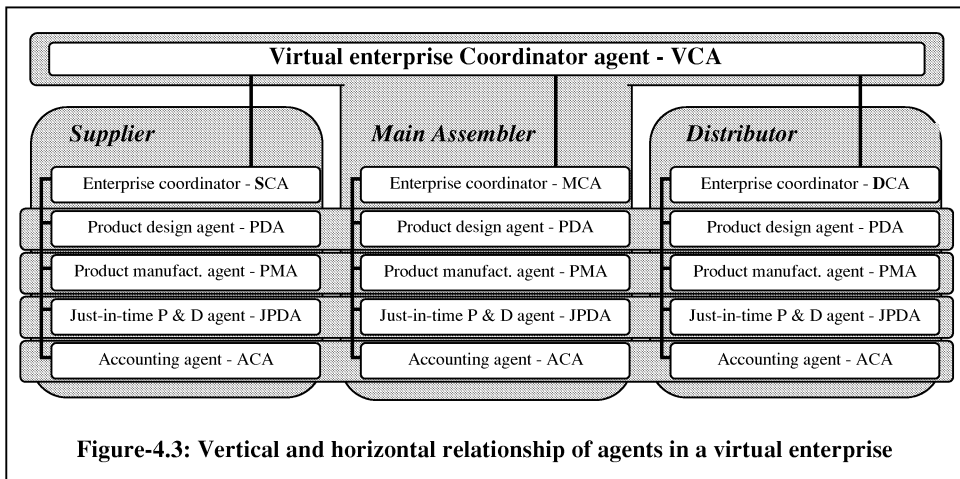 Virtual enterprise Coordinator agent - VCA
Supplier
Enterprise coordinator - SCA
Product design agent - PDA
Product manufact. agent - PMA
Just-in-time P & D agent - JPDA
Accounting agent - ACA
Main Assembler
Enterprise coordinator - MCA
Product design agent - PDA
Product manufact. agent - PMA
Just-in-time P & D agent - JPDA
Accounting agent - ACA
Distributor
Enterprise coordinator - DCA
Product design agent - PDA
Product manufact. agent - PMA
Just-in-time P & D agent - JPDA
Accounting agent - ACA
Figure-4.3: Vertical and horizontal relationship of agents in a virtual enterprise